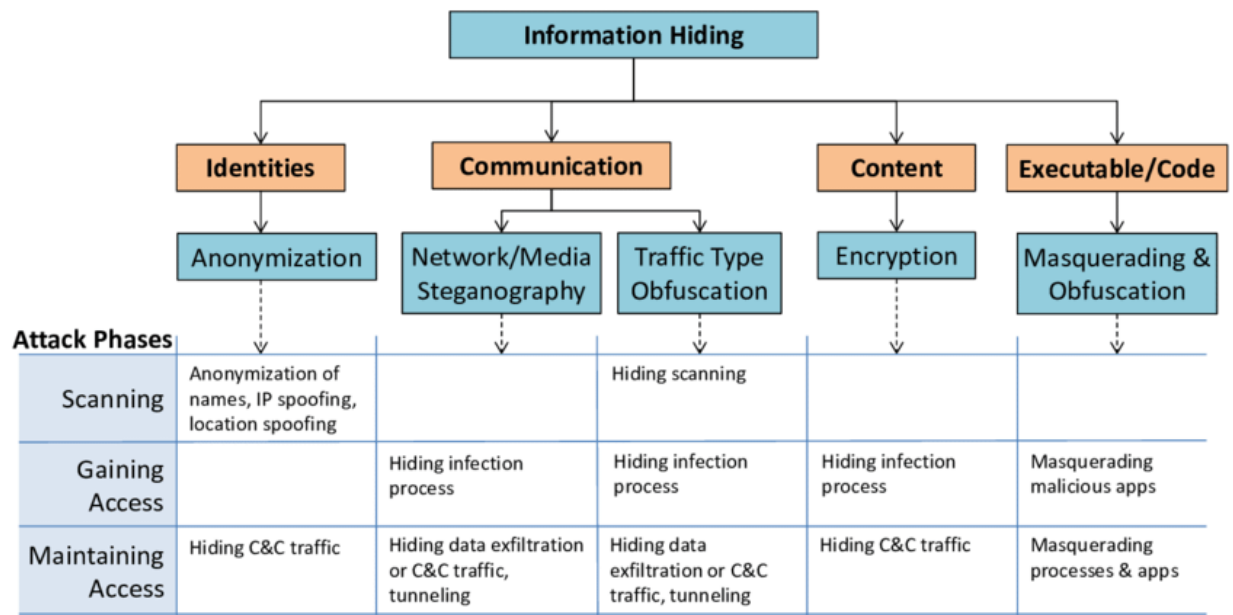 Information Hiding
Identities
Communication
Content
Executable/Code
Anonymization
Network/Media
Steganography
Traffic Type
Obfuscation
Encryption
Masquerading &
Obfuscation
Attack Phases
Scanning
Anonymization of
names, IP spoofing,
location spoofing
Hiding scanning
Gaining
Access
Hiding infection
process
Hiding infection
process
Hiding infection
process
Masquerading
malicious apps
Maintaining
Access
Hiding C&C traffic
Hiding data exfiltration
or C&C traffic,
tunneling
Hiding data
exfiltration or C&C
traffic, tunneling
Hiding C&C traffic
Masquerading
processes & apps